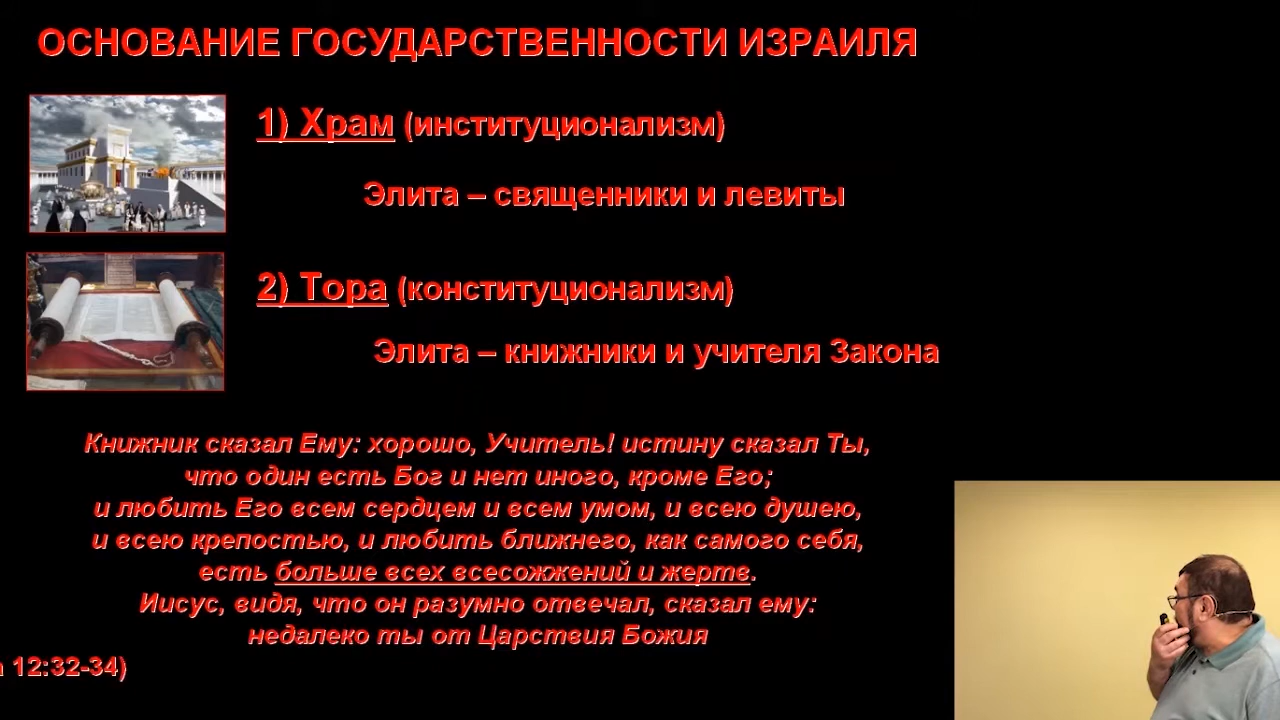 ОСНОВАНИЕ ГОСУДАРСТВЕННОСТИ ИЗРАИЛЯ
1) Храм (институционализм)
Элита – священники и левиты
2) Тора (конституционализм)
Элита – книжники и учителя Закона
Книжник сказал Ему: хорошо, Учитель! истину сказал Ты,
что один есть Бог и нет иного, кроме Его;
и любить Его всем сердцем и всем умом, и всею душею,
и всею крепостью, и любить ближнего, как самого себя,
есть больше всех всесожжений и жертв.
Иисус, видя, что он разумно отвечал, сказал ему:
недалеко ты от Царствия Божия
12:32-34)